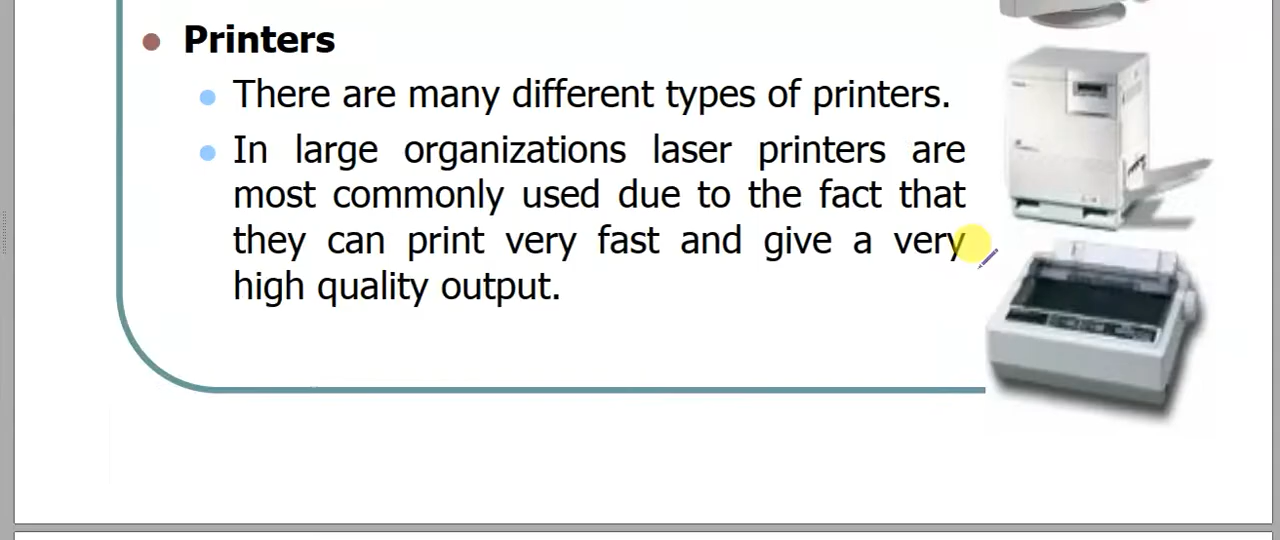 Printers
There are many different types of printers.
In large organizations laser printers are
most commonly used due to the fact that
they can print very fast and give a very
high quality output.